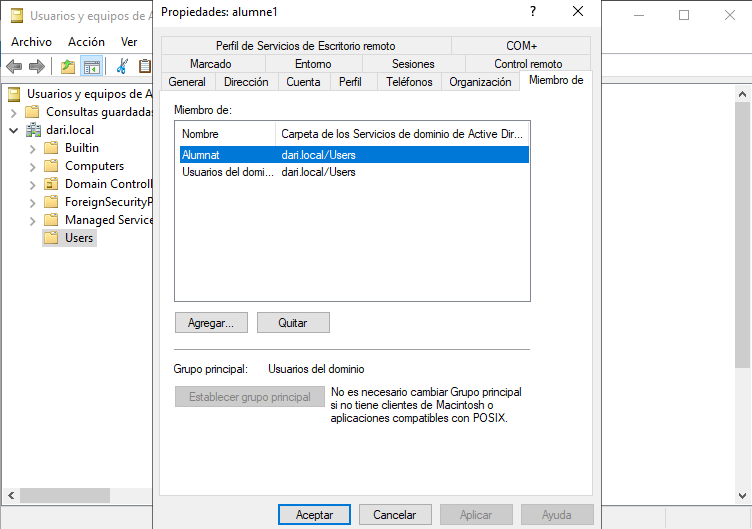 Usuarios y equipos de A
Archivo Acción Ver
Usuarios y equipos de A
Consultas guardadas
dari.local
Builtin
Computers
Domain Controll
ForeignSecurityP
Managed Service
Users
Propiedades: alumne1
?
Perfil de Servicios de Escritorio remoto COM+
Marcado Entorno Sesiones Control remoto
General Dirección Cuenta Perfil Teléfonos Organización Miembro de
Miembro de:
Nombre Carpeta de los Servicios de dominio de Active Dir...
Alumnat dari.local/Users
Usuarios del domi... dari.local/Users
Agregar... Quitar
Grupo principal: Usuarios del dominio
Establecer grupo principal
No es necesario cambiar Grupo principal
si no tiene clientes de Macintosh o
aplicaciones compatibles con POSIX.
Aceptar Cancelar Aplicar Ayuda